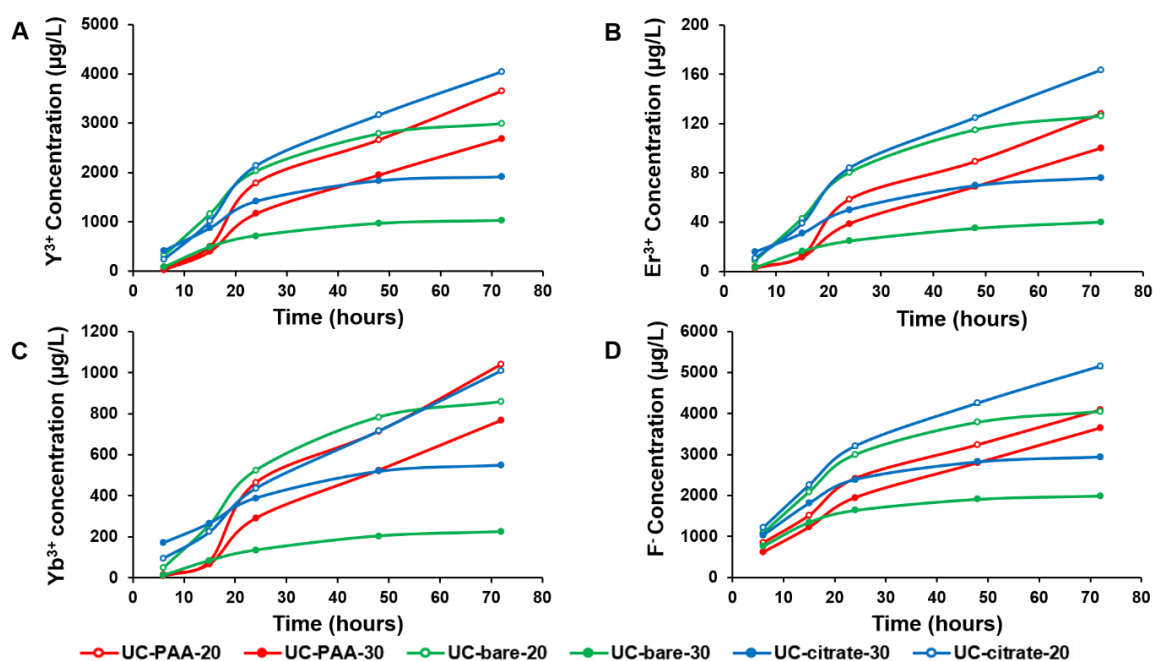 A
Y³⁺ Concentration (µg/L)
5000
4000
3000
2000
1000
0
0 10 20 30 40 50 60 70 80
Time (hours)
B
Er³⁺ Concentration (µg/L)
200
160
120
80
40
0
0 10 20 30 40 50 60 70 80
Time (hours)
C
Yb³⁺ concentration (µg/L)
1200
1000
800
600
400
200
0
0 10 20 30 40 50 60 70 80
Time (hours)
D
F⁻ Concentration (µg/L)
6000
5000
4000
3000
2000
1000
0
0 10 20 30 40 50 60 70 80
Time (hours)
UC-PAA-20 UC-PAA-30 UC-bare-20 UC-bare-30 UC-citrate-30 UC-citrate-20